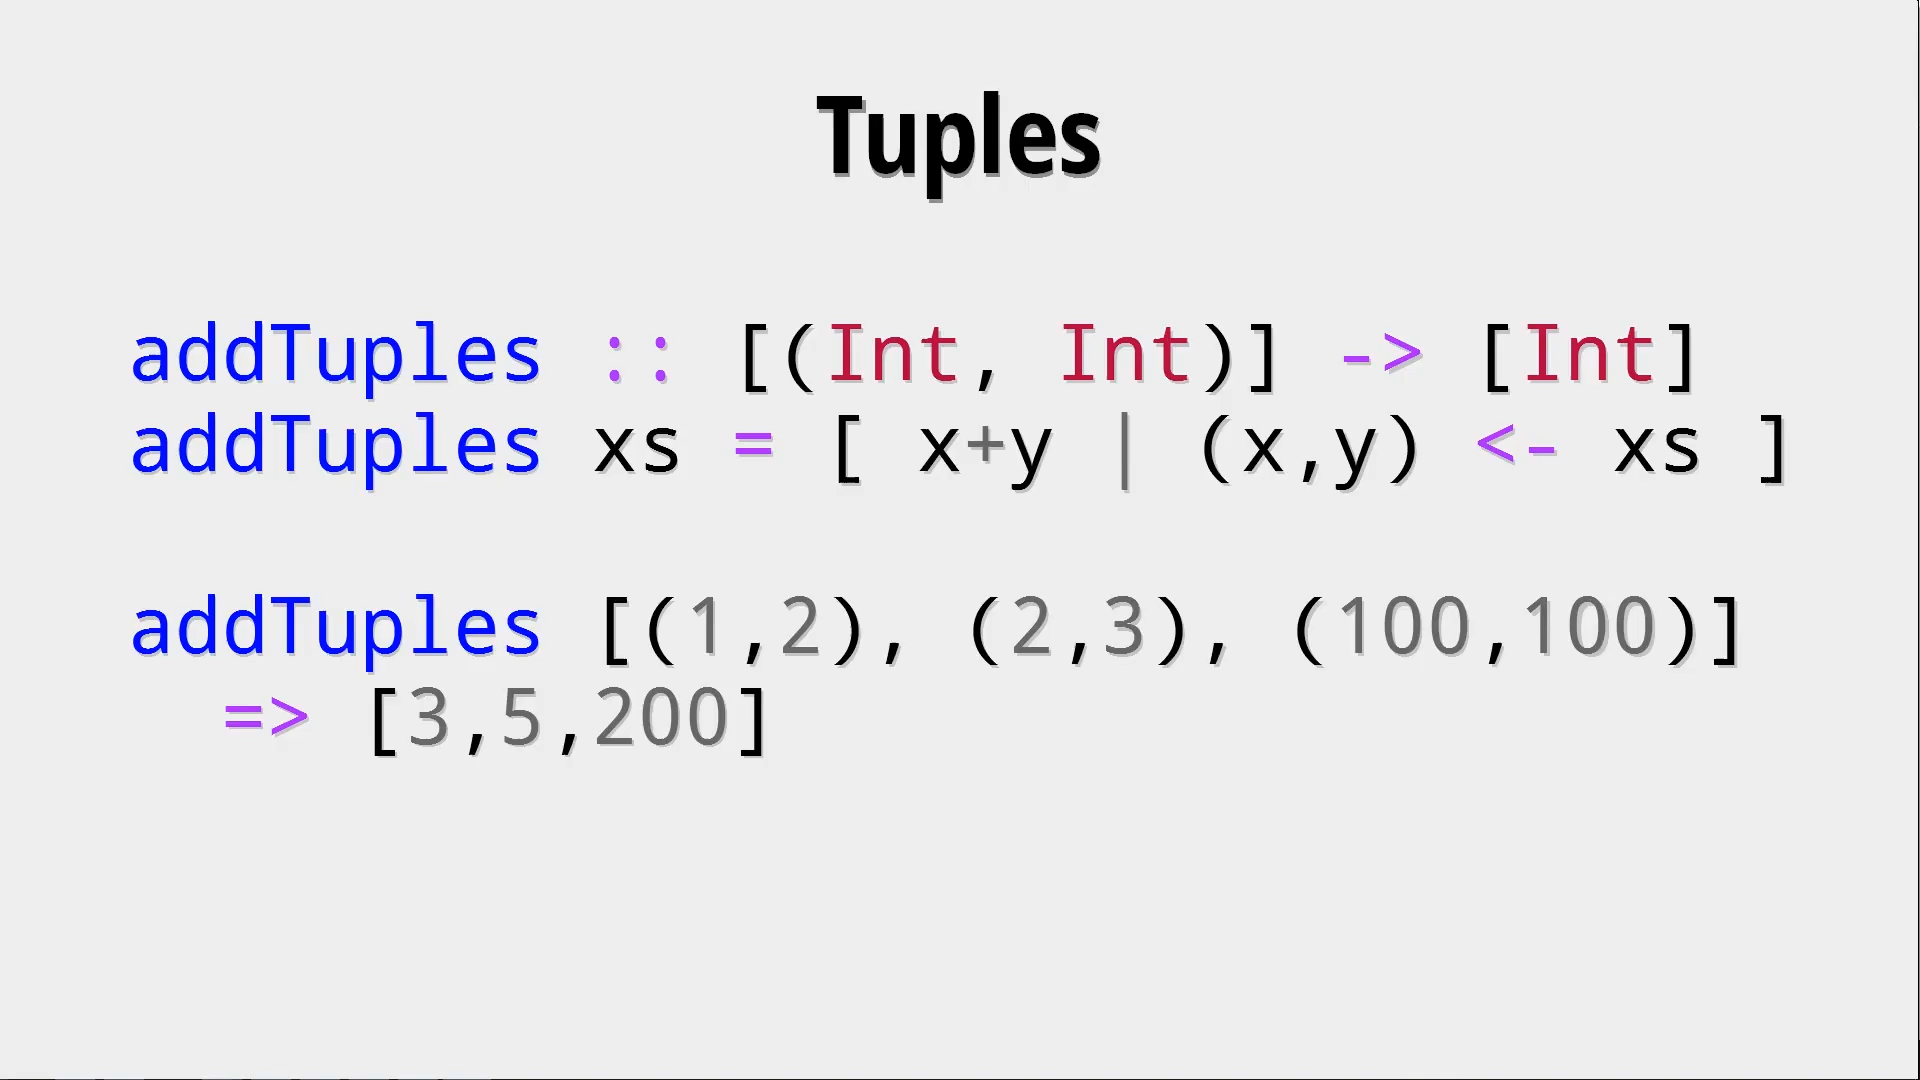 Tuples
addTuples :: [(Int, Int)] -> [Int]
addTuples xs = [ x+y | (x,y) <- xs ]
addTuples [(1,2), (2,3), (100,100)]
=> [3,5,200]